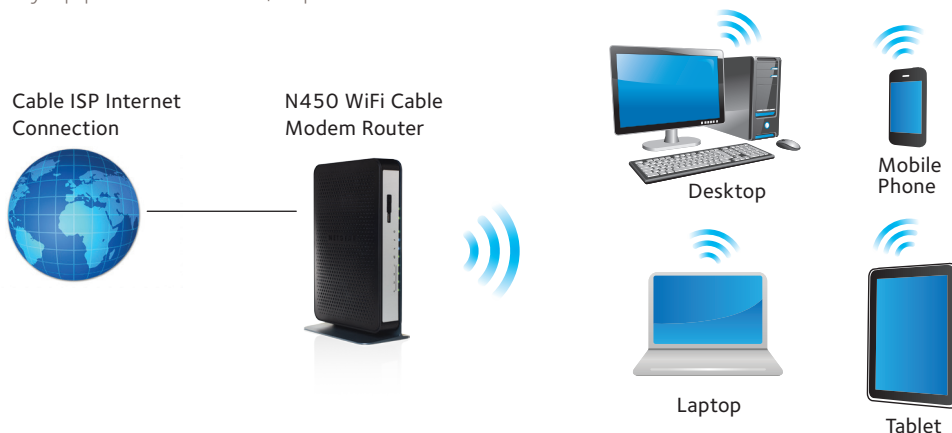 Cable ISP Internet
Connection
N450 WiFi Cable
Modem Router
Desktop
Mobile
Phone
Laptop
Tablet